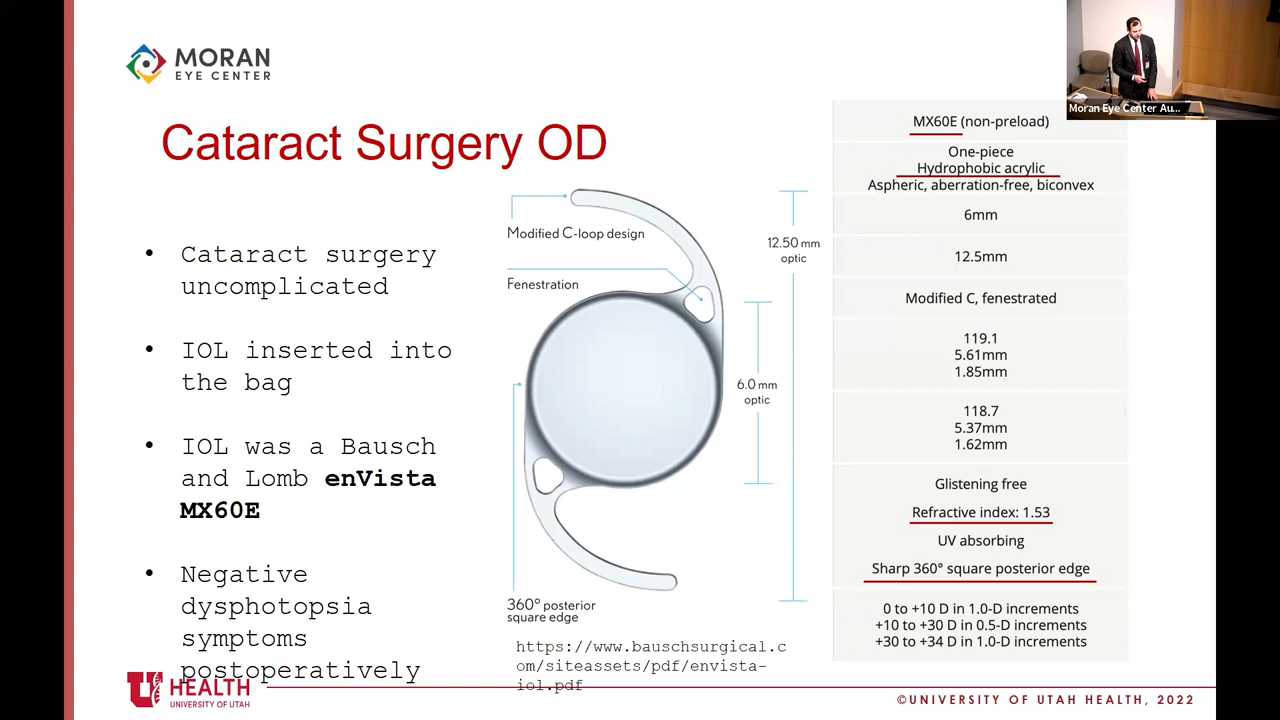 MORAN
EYE CENTER
Moran Eye Center Au...
Cataract Surgery OD
• Cataract surgery
uncomplicated
• IOL inserted into
the bag
• IOL was a Bausch
and Lomb enVista
MX60E
• Negative
dysphotopsia
symptoms
postoperatively
Modified C-loop design
Fenestration
12.50 mm
optic
6.0 mm
optic
360° posterior
square edge
https://www.bauschsurgical.c
om/siteassets/pdf/envista-
iol.pdf
MX60E (non-preload)
One-piece
Hydrophobic acrylic
Aspheric, aberration-free, biconvex
6mm
12.5mm
Modified C, fenestrated
119.1
5.61mm
1.85mm
118.7
5.37mm
1.62mm
Glistening free
Refractive index: 1.53
UV absorbing
Sharp 360° square posterior edge
0 to +10 D in 1.0-D increments
+10 to +30 D in 0.5-D increments
+30 to +34 D in 1.0-D increments
U HEALTH
UNIVERSITY OF UTAH
©UNIVERSITY OF UTAH HEALTH, 2022